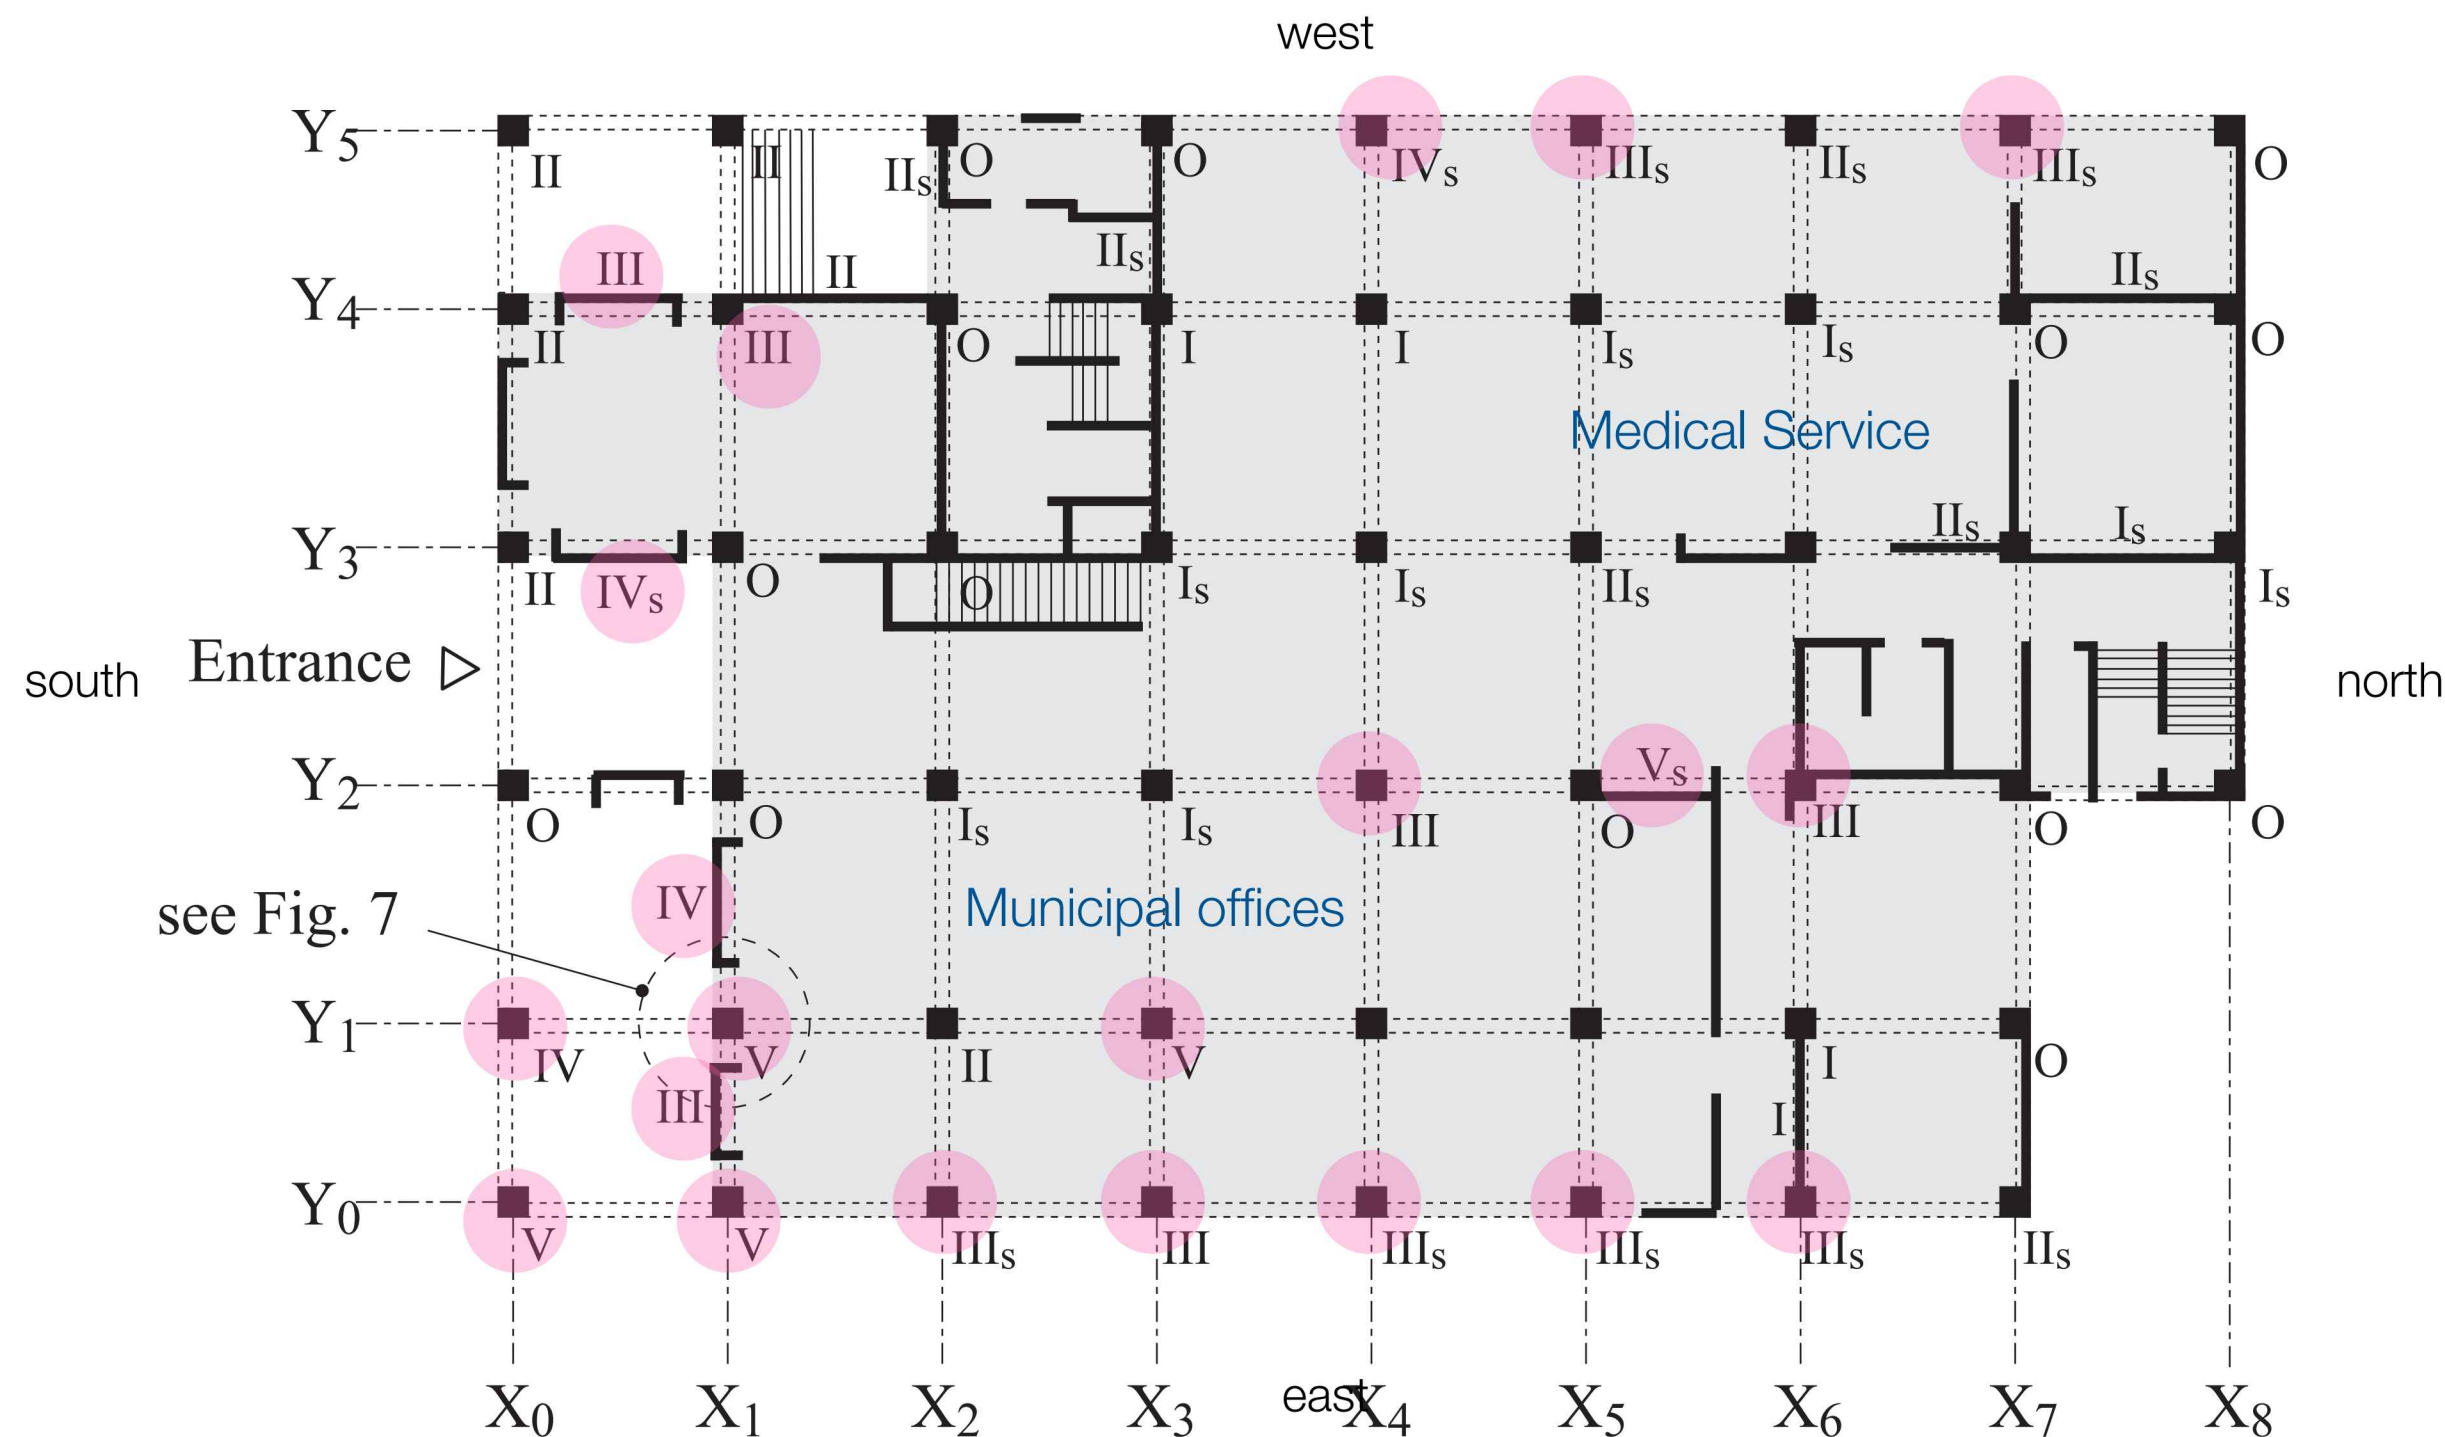 west
Y5
II II IIs O O IVs IIIs IIs IIIs O
III II IIs IIs
Y4
II III O I I Is Is O O
Medical Service
IIs Is
Y3
II IVs O O Is Is IIs Is
south Entrance north
Vs
Y2
O O Is Is III O III O O
IV
see Fig. 7 Municipal offices
Y1
IV V II V I O
III I
Y0
V V IIIs III IIIs IIIs IIIs IIs
east
X0 X1 X2 X3 X4 X5 X6 X7 X8